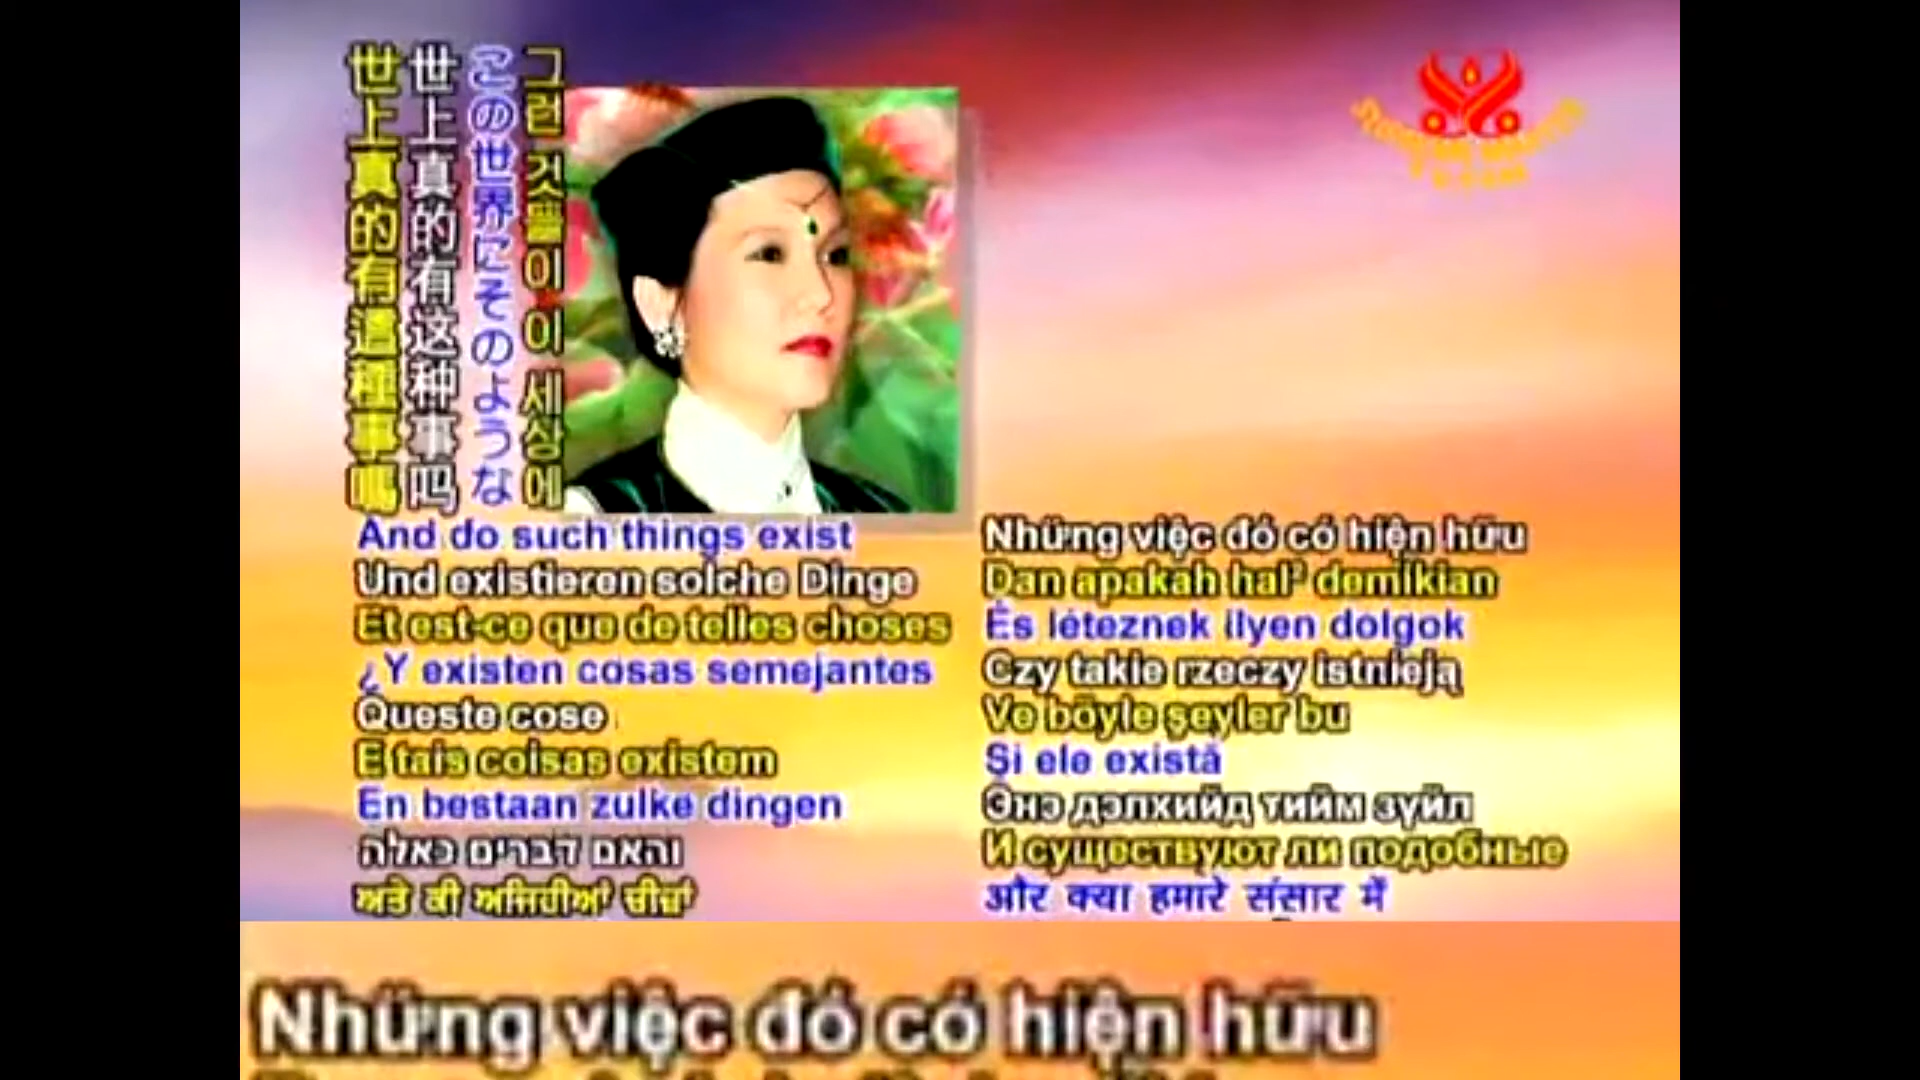 世上真的有這種事嗎
世上真的有这种事吗
この世界にそのような
그런 것들이 이 세상에
And do such things exist
Und existieren solche Dinge
Et est-ce que de telles choses
¿Y existen cosas semejantes
Queste cose
E tais coisas existem
En bestaan zulke dingen
והאם דברים כאלה
ਅਤੇ ਕੀ ਅਜਿਹੀਆਂ ਚੀਜ਼ਾਂ
Những việc đó có hiện hữu
Dan apakah hal² demikian
És léteznek ilyen dolgok
Czy takie rzeczy istnieją
Ve böyle şeyler bu
Şi ele există
Энэ дэлхийд тийм зүйл
И существуют ли подобные
और क्या हमारे संसार में
Những việc đó có hiện hữu